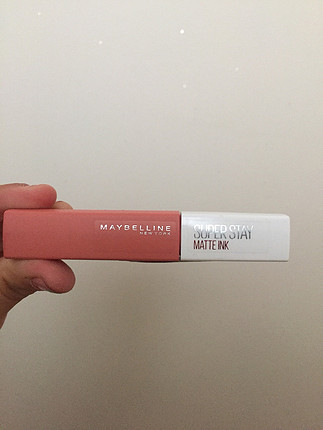 MAYBELLINE
NEW YORK
SUPER STAY
MATTE INK